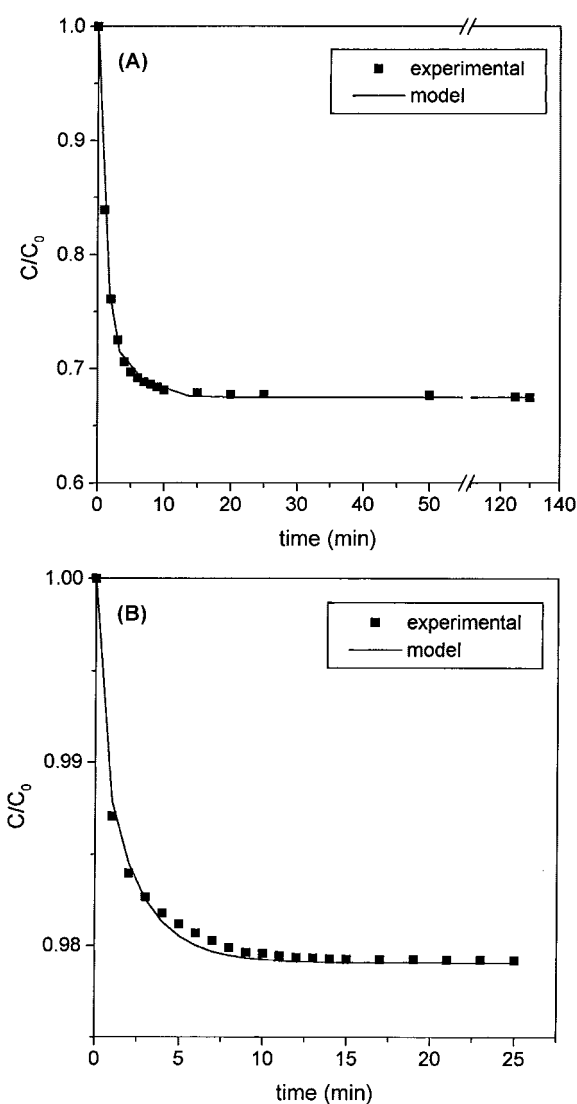 (A)
experimental
model
1.0
0.9
0.8
0.7
0.6
C/C0
0 10 20 30 40 50 120 130 140
time (min)
(B)
experimental
model
1.00
0.99
0.98
C/C0
0 5 10 15 20 25
time (min)